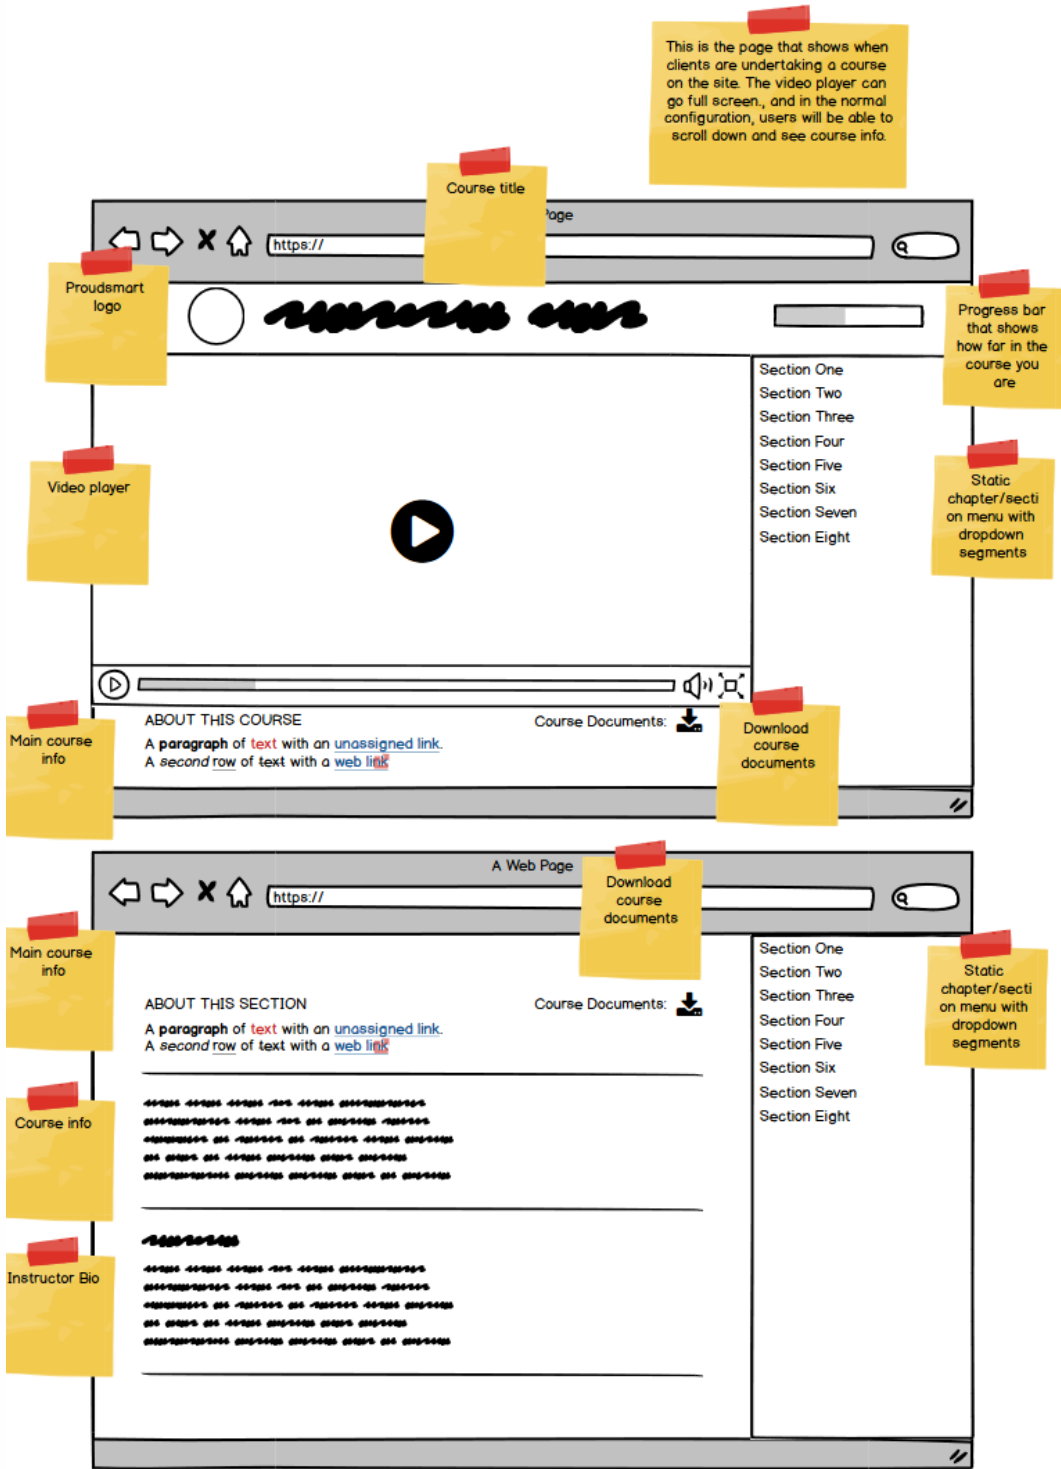 This is the page that shows when
clients are undertaking a course
on the site. The video player can
go full screen., and in the normal
configuration, users will be able to
scroll down and see course info.
Course title
Page
https://
Proudsmart
logo
Progress bar
that shows
how far in the
course you
are
Section One
Section Two
Section Three
Section Four
Section Five
Section Six
Section Seven
Section Eight
Video player
Static
chapter/secti
on menu with
dropdown
segments
Main course
info
ABOUT THIS COURSE
A paragraph of text with an unassigned link.
A second row of text with a web link
Course Documents:
Download
course
documents
A Web Page
https://
Download
course
documents
Main course
info
ABOUT THIS SECTION
A paragraph of text with an unassigned link.
A second row of text with a web link
Course Documents:
Section One
Section Two
Section Three
Section Four
Section Five
Section Six
Section Seven
Section Eight
Static
chapter/secti
on menu with
dropdown
segments
Course info
Instructor Bio